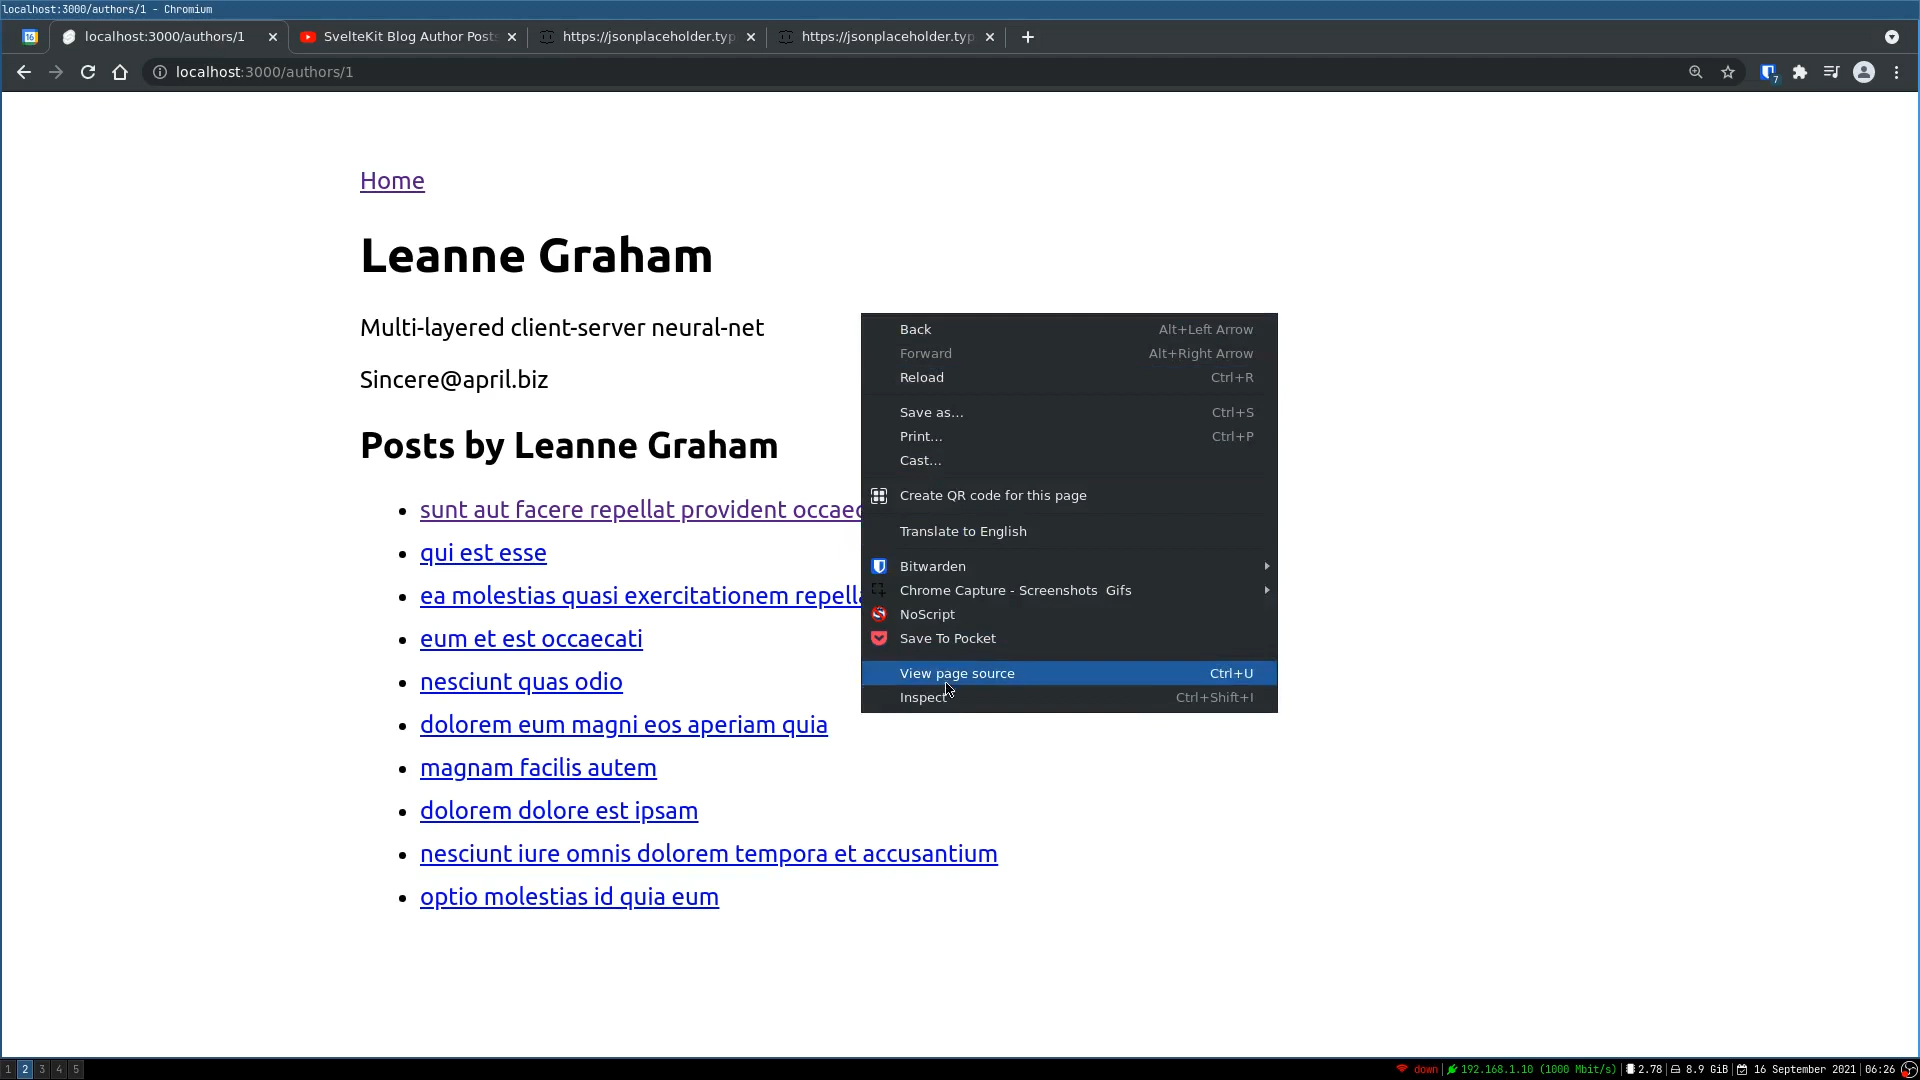 localhost:3000/authors/1 - Chromium
16 localhost:3000/authors/1 SvelteKit Blog Author Posts https://jsonplaceholder.typ https://jsonplaceholder.typ
localhost:3000/authors/1 7
Home
Leanne Graham
Multi-layered client-server neural-net
Sincere@april.biz
Posts by Leanne Graham
sunt aut facere repellat provident occaec
qui est esse
ea molestias quasi exercitationem repella
eum et est occaecati
nesciunt quas odio
dolorem eum magni eos aperiam quia
magnam facilis autem
dolorem dolore est ipsam
nesciunt iure omnis dolorem tempora et accusantium
optio molestias id quia eum
Back Alt+Left Arrow
Forward Alt+Right Arrow
Reload Ctrl+R
Save as... Ctrl+S
Print... Ctrl+P
Cast...
Create QR code for this page
Translate to English
Bitwarden
Chrome Capture - Screenshots Gifs
NoScript
Save To Pocket
View page source Ctrl+U
Inspect Ctrl+Shift+I
1 2 3 4 5 down 192.168.1.10 (1000 Mbit/s) 2.78 8.9 GiB 16 September 2021 06:26